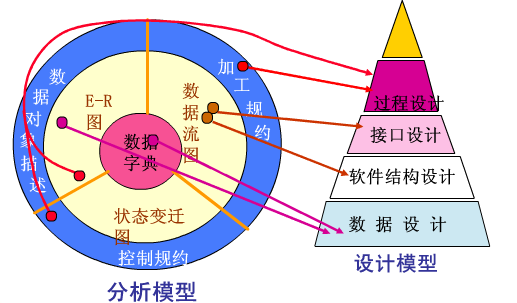 数据对象描述
加工规约
控制规约
E-R
图
数据流图
状态变迁
图
数据
字典
分析模型
过程设计
接口设计
软件结构设计
数 据 设 计
设计模型